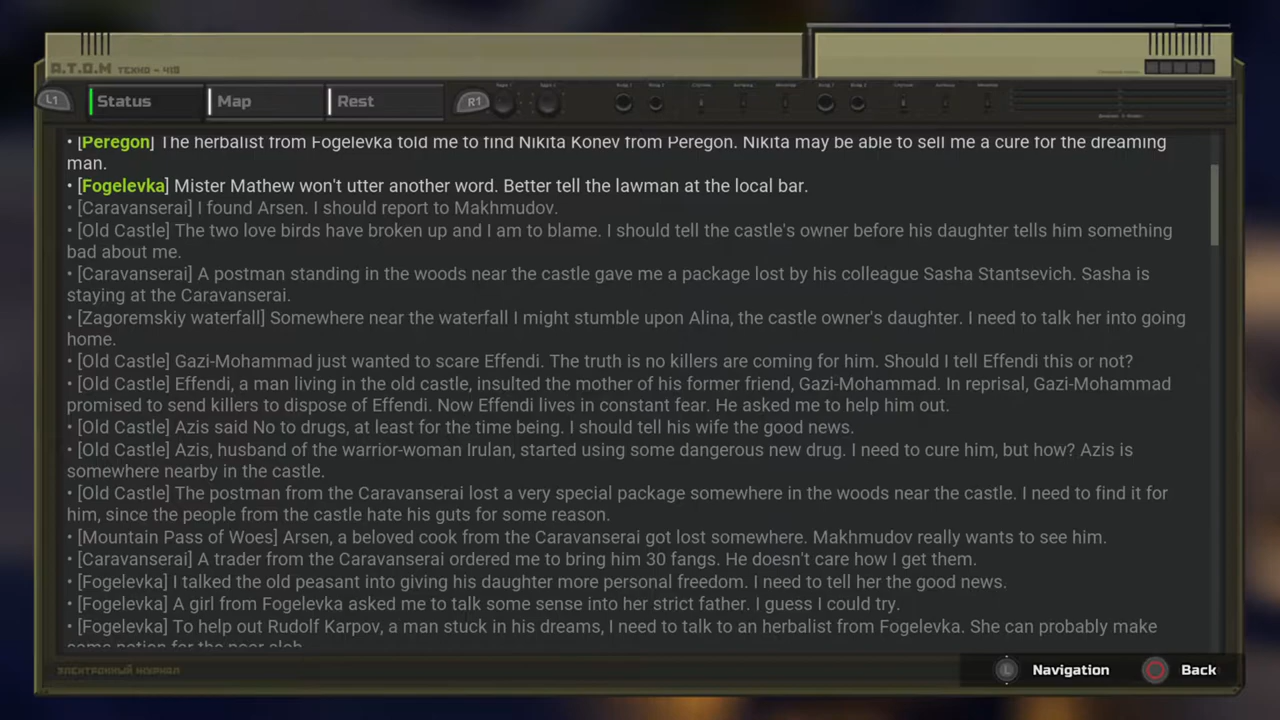 A.T.O.M ТЕХНО - 410
L1
Status
Map
Rest
R1
• [Peregon] The herbalist from Fogelevka told me to find Nikita Konev from Peregon. Nikita may be able to sell me a cure for the dreaming
man.
• [Fogelevka] Mister Mathew won't utter another word. Better tell the lawman at the local bar.
• [Caravanserai] I found Arsen. I should report to Makhmudov.
• [Old Castle] The two love birds have broken up and I am to blame. I should tell the castle's owner before his daughter tells him something
bad about me.
• [Caravanserai] A postman standing in the woods near the castle gave me a package lost by his colleague Sasha Stantsevich. Sasha is
staying at the Caravanserai.
• [Zagoremskiy waterfall] Somewhere near the waterfall I might stumble upon Alina, the castle owner's daughter. I need to talk her into going
home.
• [Old Castle] Gazi-Mohammad just wanted to scare Effendi. The truth is no killers are coming for him. Should I tell Effendi this or not?
• [Old Castle] Effendi, a man living in the old castle, insulted the mother of his former friend, Gazi-Mohammad. In reprisal, Gazi-Mohammad
promised to send killers to dispose of Effendi. Now Effendi lives in constant fear. He asked me to help him out.
• [Old Castle] Azis said No to drugs, at least for the time being. I should tell his wife the good news.
• [Old Castle] Azis, husband of the warrior-woman Irulan, started using some dangerous new drug. I need to cure him, but how? Azis is
somewhere nearby in the castle.
• [Old Castle] The postman from the Caravanserai lost a very special package somewhere in the woods near the castle. I need to find it for
him, since the people from the castle hate his guts for some reason.
• [Mountain Pass of Woes] Arsen, a beloved cook from the Caravanserai got lost somewhere. Makhmudov really wants to see him.
• [Caravanserai] A trader from the Caravanserai ordered me to bring him 30 fangs. He doesn't care how I get them.
• [Fogelevka] I talked the old peasant into giving his daughter more personal freedom. I need to tell her the good news.
• [Fogelevka] A girl from Fogelevka asked me to talk some sense into her strict father. I guess I could try.
• [Fogelevka] To help out Rudolf Karpov, a man stuck in his dreams, I need to talk to an herbalist from Fogelevka. She can probably make
some potion for the poor slob.
ЭЛЕКТРОННЫЙ ЖУРНАЛ
L
Navigation
Back